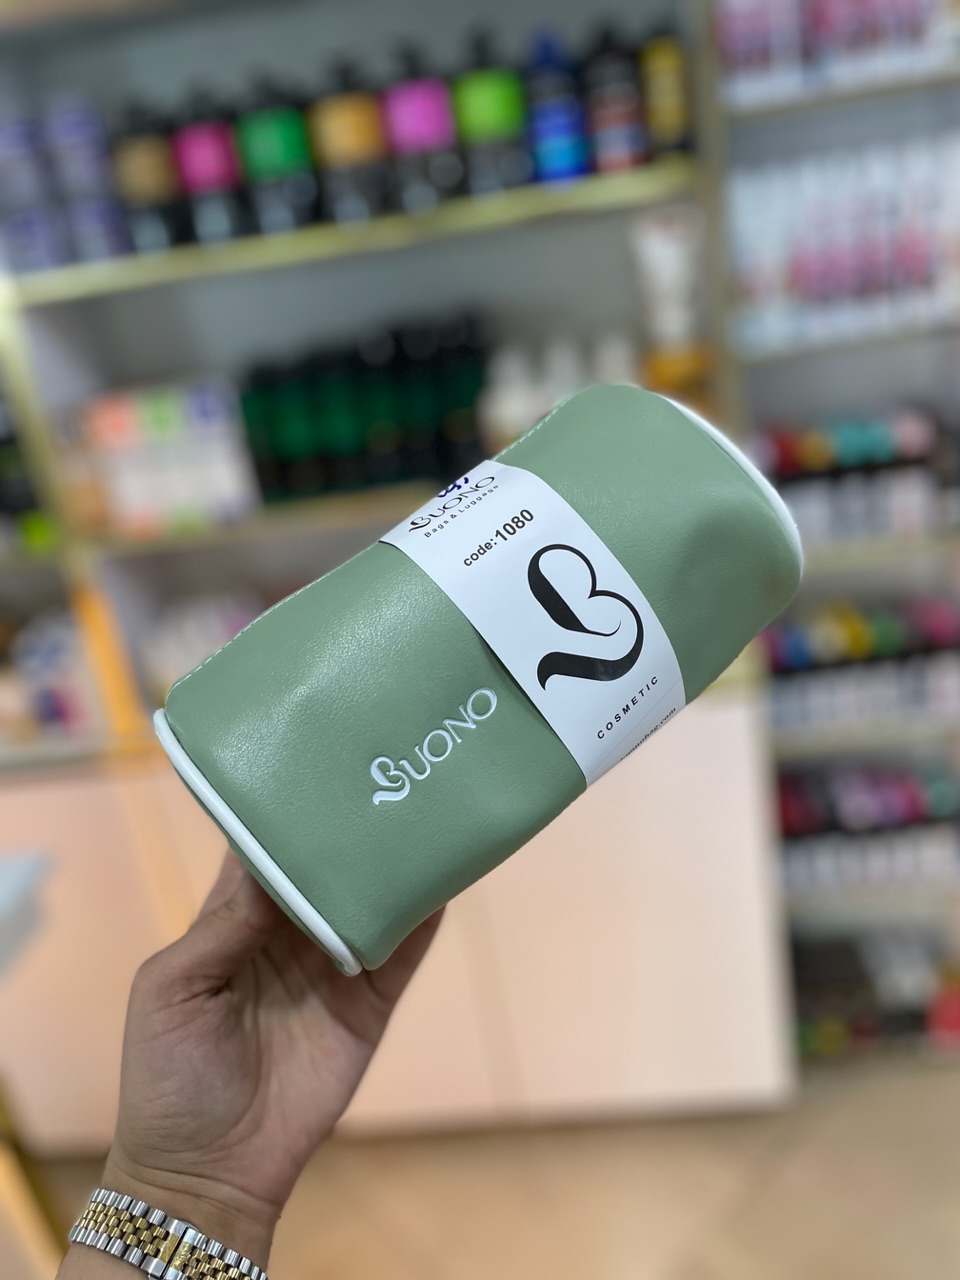 BUONO
Bags & Luggage
code:1080
B
COSMETIC
BUONO